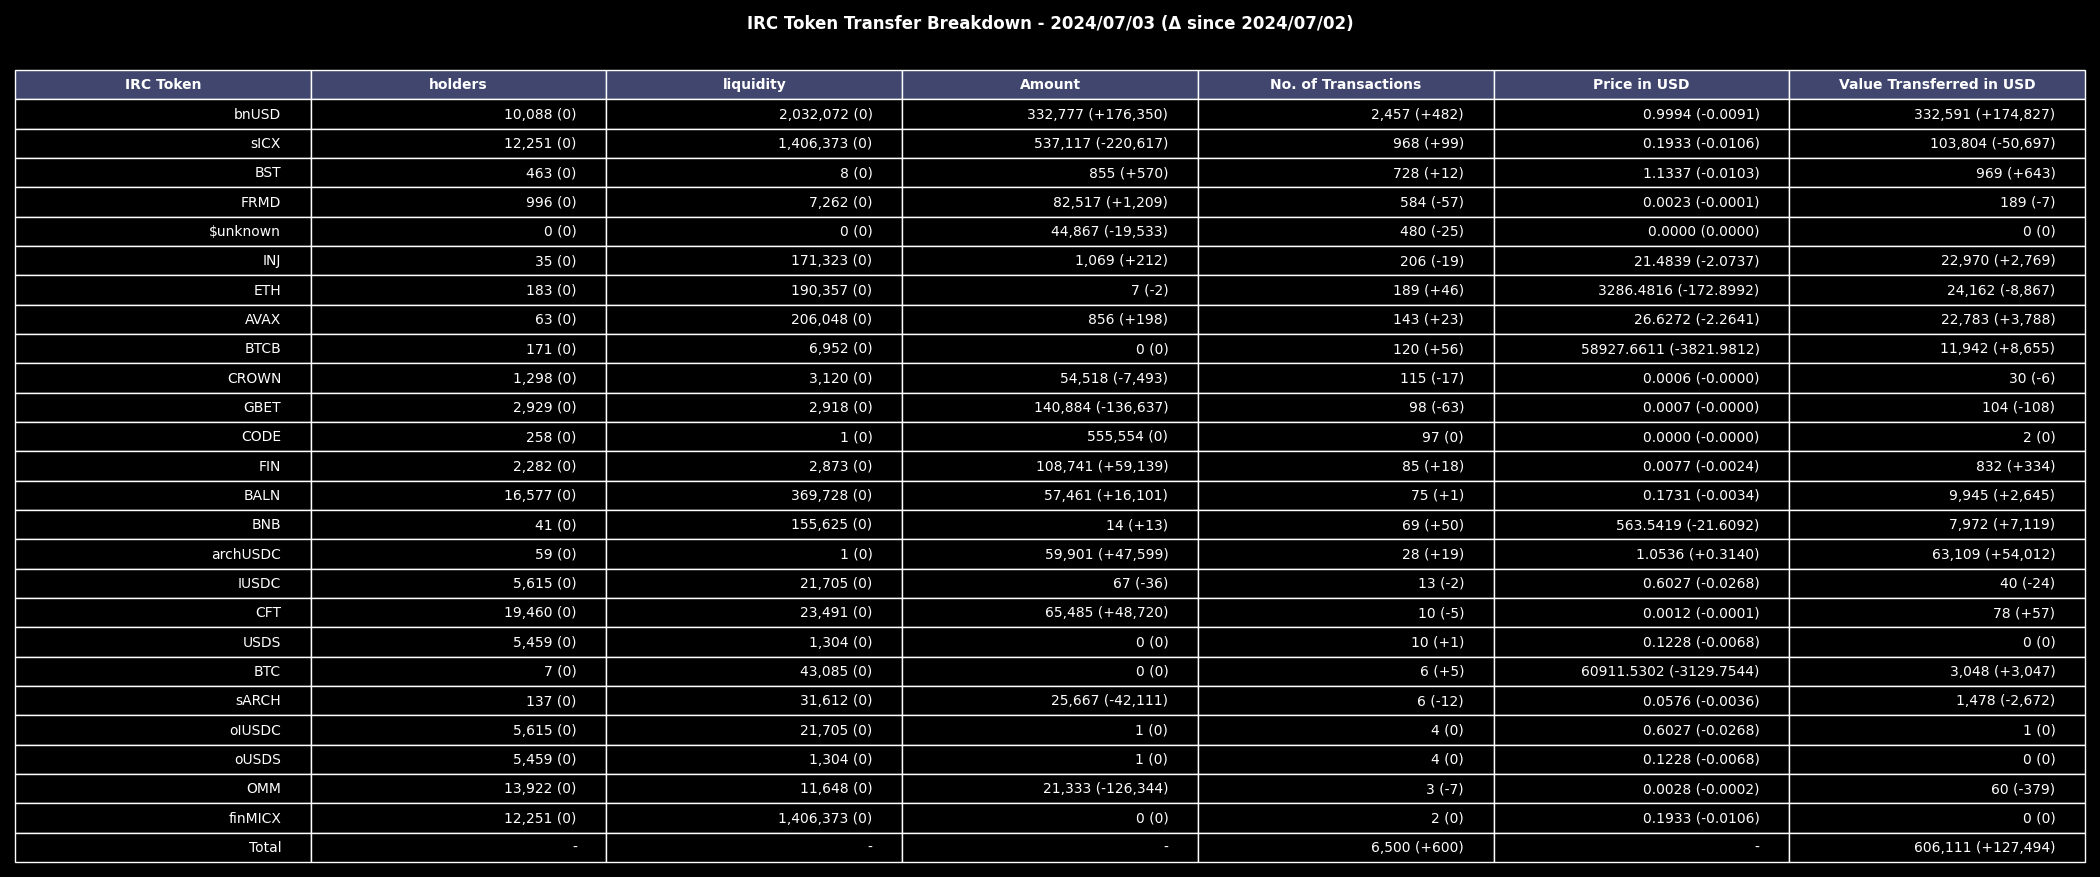 IRC Token Transfer Breakdown - 2024/07/03 (Δ since 2024/07/02)
IRC Token holders liquidity Amount No. of Transactions Price in USD Value Transferred in USD
bnUSD 10,088 (0) 2,032,072 (0) 332,777 (+176,350) 2,457 (+482) 0.9994 (-0.0091) 332,591 (+174,827)
sICX 12,251 (0) 1,406,373 (0) 537,117 (-220,617) 968 (+99) 0.1933 (-0.0106) 103,804 (-50,697)
BST 463 (0) 8 (0) 855 (+570) 728 (+12) 1.1337 (-0.0103) 969 (+643)
FRMD 996 (0) 7,262 (0) 82,517 (+1,209) 584 (-57) 0.0023 (-0.0001) 189 (-7)
$unknown 0 (0) 0 (0) 44,867 (-19,533) 480 (-25) 0.0000 (0.0000) 0 (0)
INJ 35 (0) 171,323 (0) 1,069 (+212) 206 (-19) 21.4839 (-2.0737) 22,970 (+2,769)
ETH 183 (0) 190,357 (0) 7 (-2) 189 (+46) 3286.4816 (-172.8992) 24,162 (-8,867)
AVAX 63 (0) 206,048 (0) 856 (+198) 143 (+23) 26.6272 (-2.2641) 22,783 (+3,788)
BTCB 171 (0) 6,952 (0) 0 (0) 120 (+56) 58927.6611 (-3821.9812) 11,942 (+8,655)
CROWN 1,298 (0) 3,120 (0) 54,518 (-7,493) 115 (-17) 0.0006 (-0.0000) 30 (-6)
GBET 2,929 (0) 2,918 (0) 140,884 (-136,637) 98 (-63) 0.0007 (-0.0000) 104 (-108)
CODE 258 (0) 1 (0) 555,554 (0) 97 (0) 0.0000 (-0.0000) 2 (0)
FIN 2,282 (0) 2,873 (0) 108,741 (+59,139) 85 (+18) 0.0077 (-0.0024) 832 (+334)
BALN 16,577 (0) 369,728 (0) 57,461 (+16,101) 75 (+1) 0.1731 (-0.0034) 9,945 (+2,645)
BNB 41 (0) 155,625 (0) 14 (+13) 69 (+50) 563.5419 (-21.6092) 7,972 (+7,119)
archUSDC 59 (0) 1 (0) 59,901 (+47,599) 28 (+19) 1.0536 (+0.3140) 63,109 (+54,012)
IUSDC 5,615 (0) 21,705 (0) 67 (-36) 13 (-2) 0.6027 (-0.0268) 40 (-24)
CFT 19,460 (0) 23,491 (0) 65,485 (+48,720) 10 (-5) 0.0012 (-0.0001) 78 (+57)
USDS 5,459 (0) 1,304 (0) 0 (0) 10 (+1) 0.1228 (-0.0068) 0 (0)
BTC 7 (0) 43,085 (0) 0 (0) 6 (+5) 60911.5302 (-3129.7544) 3,048 (+3,047)
sARCH 137 (0) 31,612 (0) 25,667 (-42,111) 6 (-12) 0.0576 (-0.0036) 1,478 (-2,672)
oIUSDC 5,615 (0) 21,705 (0) 1 (0) 4 (0) 0.6027 (-0.0268) 1 (0)
oUSDS 5,459 (0) 1,304 (0) 1 (0) 4 (0) 0.1228 (-0.0068) 0 (0)
OMM 13,922 (0) 11,648 (0) 21,333 (-126,344) 3 (-7) 0.0028 (-0.0002) 60 (-379)
finMICX 12,251 (0) 1,406,373 (0) 0 (0) 2 (0) 0.1933 (-0.0106) 0 (0)
Total - - - 6,500 (+600) - 606,111 (+127,494)